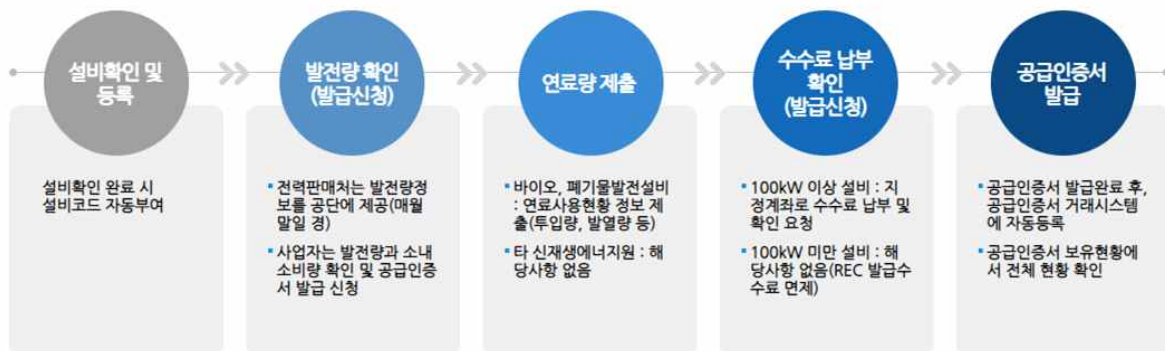 설비확인 및
등록
발전량 확인
(발급신청)
연료량 제출
수수료 납부
확인
(발급신청)
공급인증서
발급
설비확인 완료 시
설비코드 자동부여
▪ 전력판매처는 발전량정
보를 공단에 제공(매월
말일 경)
▪ 사업자는 발전량과 소내
소비량 확인 및 공급인증
서 발급 신청
▪ 바이오, 폐기물발전설비
: 연료사용현황 정보 제
출(투입량, 발열량 등)
▪ 타 신재생에너지원 : 해
당사항 없음
▪ 100kW 이상 설비 : 지
정계좌로 수수료 납부 및
확인 요청
▪ 100kW 미만 설비 : 해
당사항 없음(REC 발급수
수료 면제)
▪ 공급인증서 발급완료 후,
공급인증서 거래시스템
에 자동등록
▪ 공급인증서 보유현황에
서 전체 현황 확인